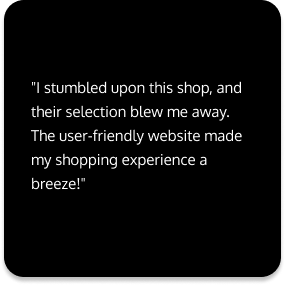 "I stumbled upon this shop, and
their selection blew me away.
The user-friendly website made
my shopping experience a
breeze!"